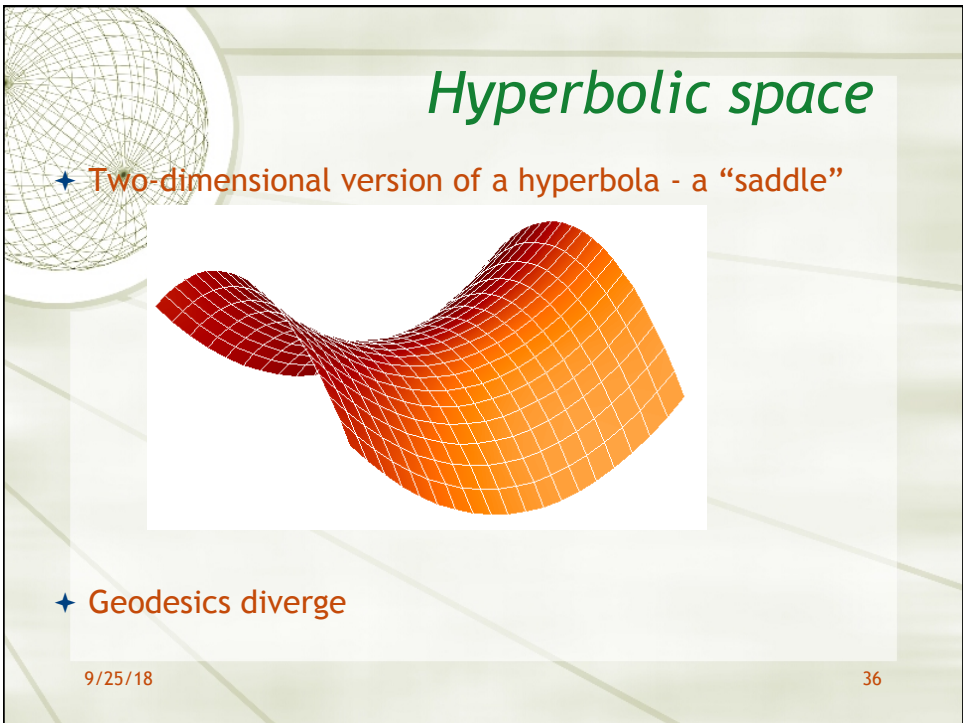 Hyperbolic space
Two-dimensional version of a hyperbola - a “saddle”
Geodesics diverge
9/25/18
36